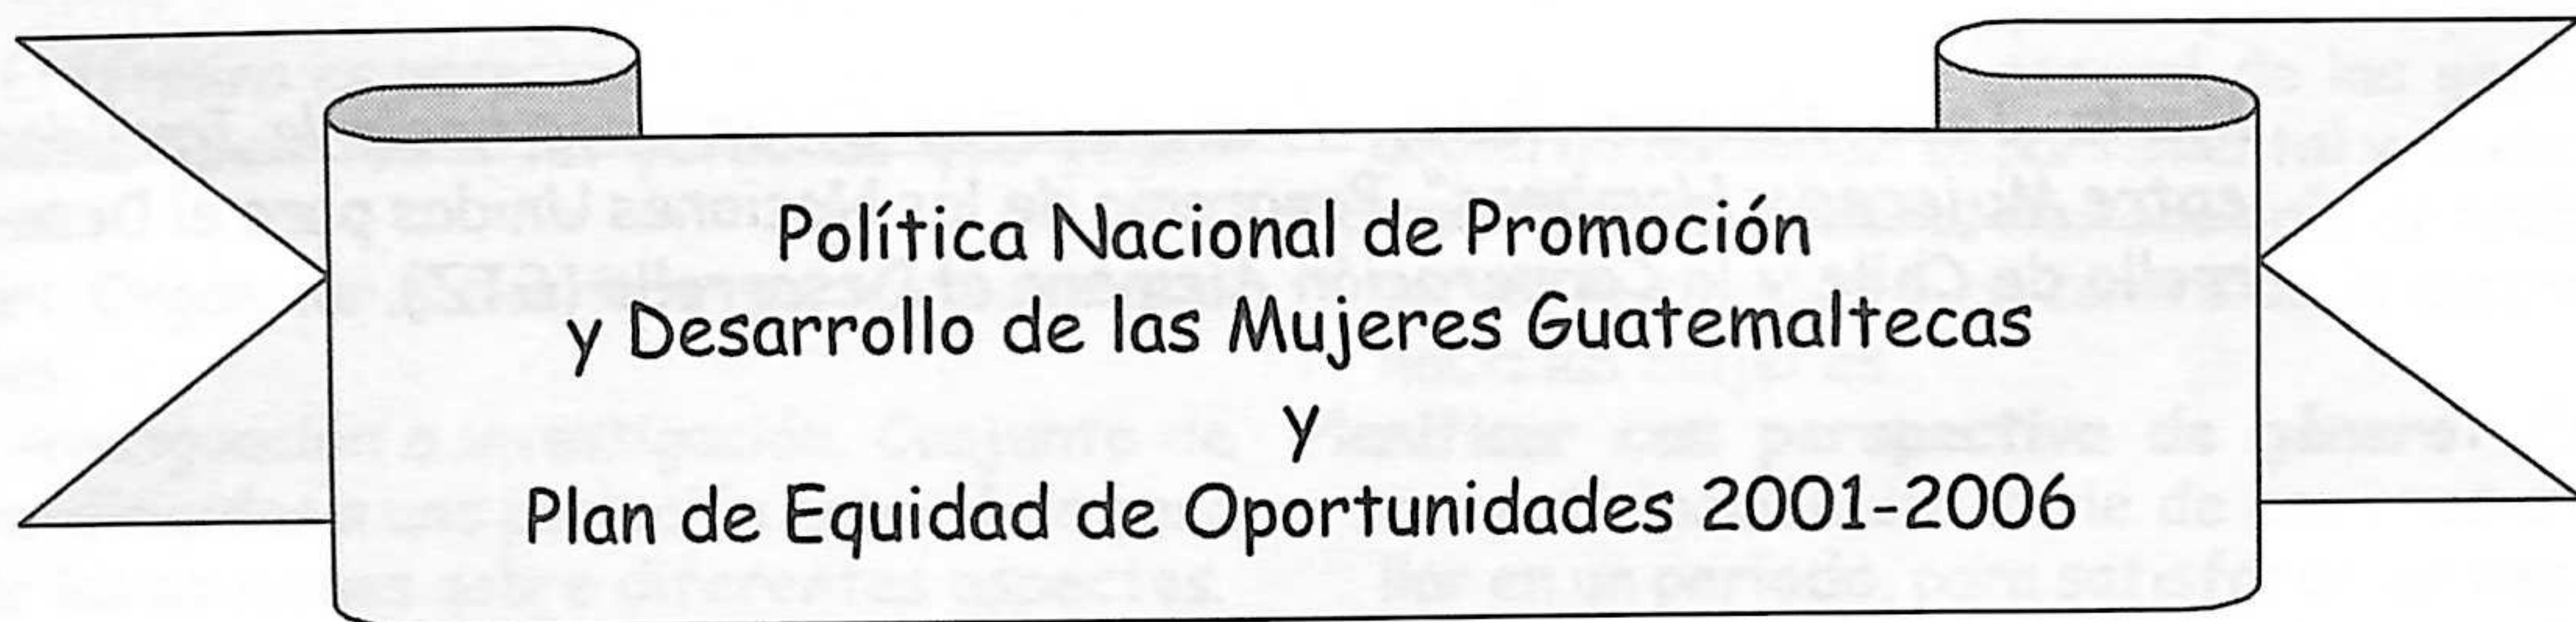 Política Nacional de Promoción
y Desarrollo de las Mujeres Guatemaltecas
y
Plan de Equidad de Oportunidades 2001-2006